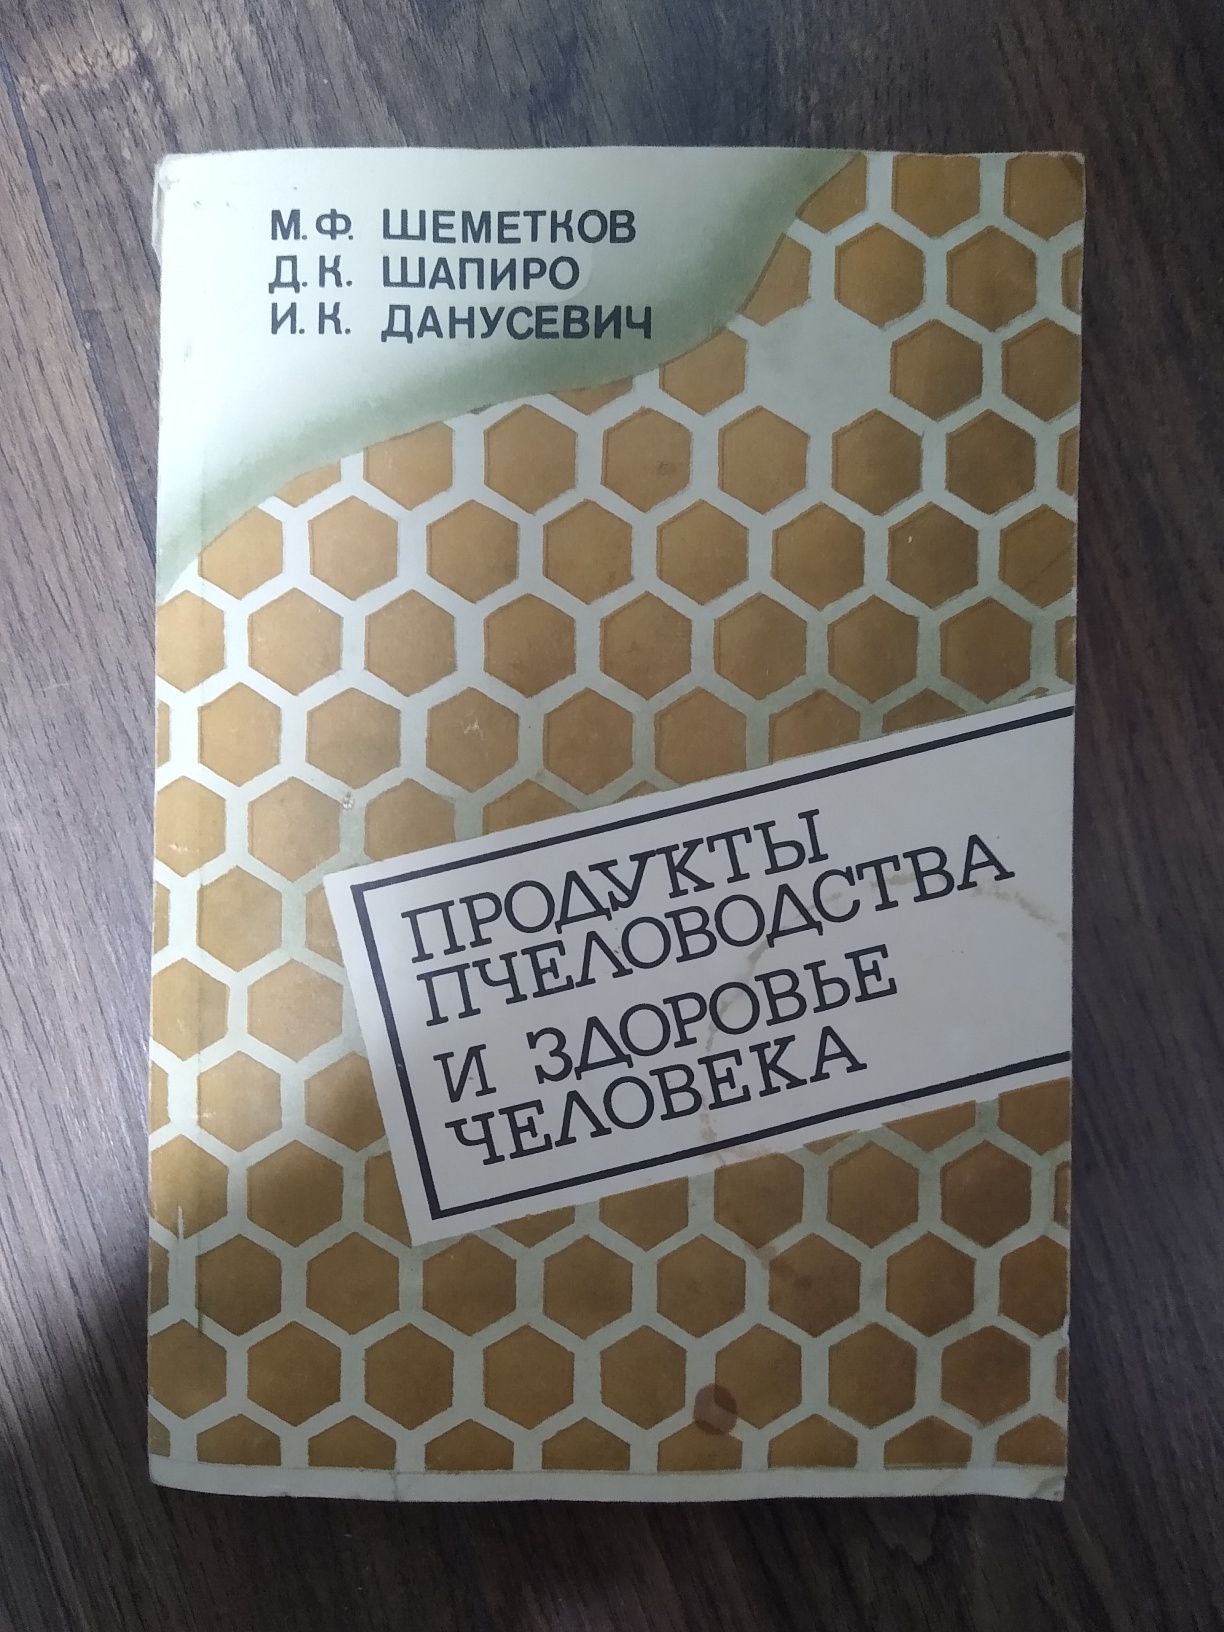 М. Ф. ШЕМЕТКОВ
Д. К. ШАПИРО
И. К. ДАНУСЕВИЧ
ПРОДУКТЫ
ПЧЕЛОВОДСТВА
И ЗДОРОВЬЕ
ЧЕЛОВЕКА